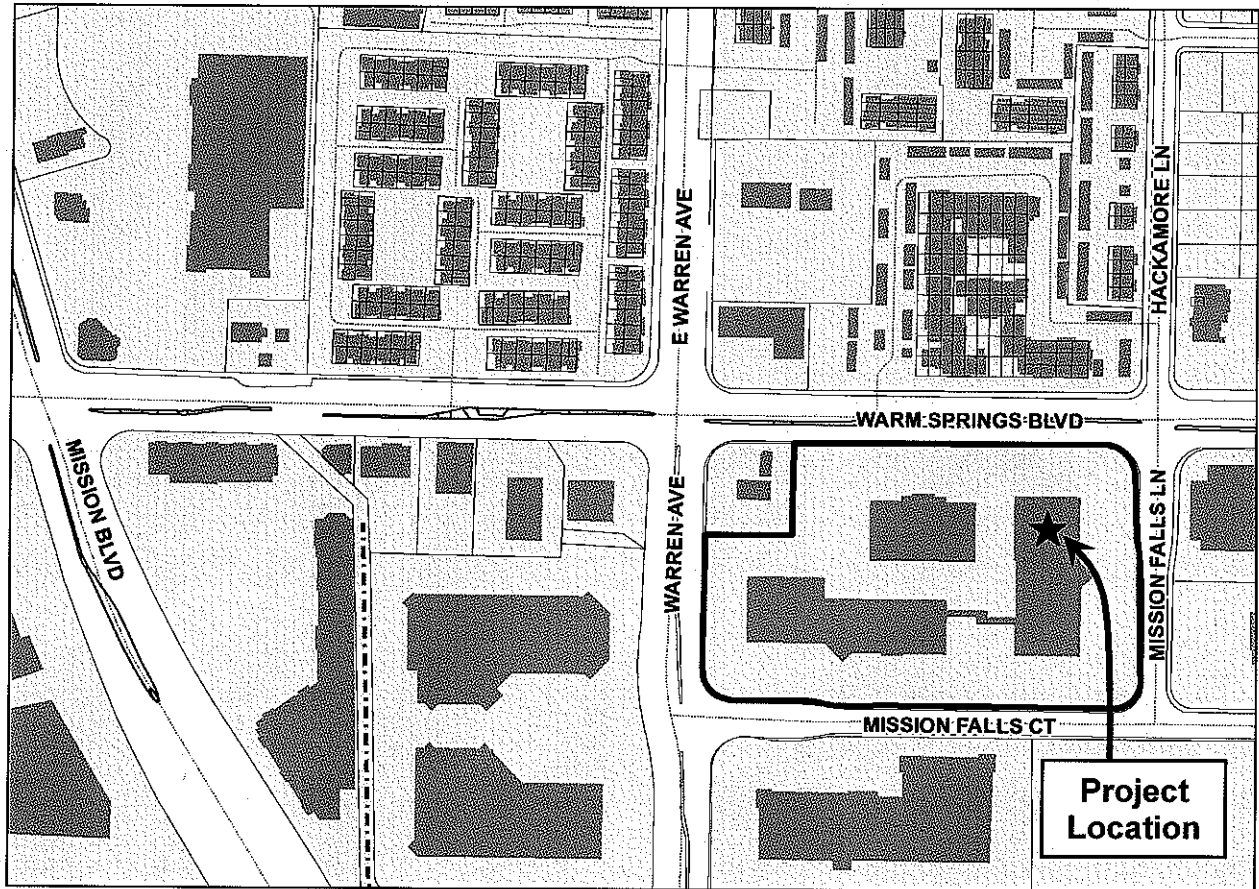 E WARREN AVE
HACKAMORE LN
WARM SPRINGS BLVD
MISSION BLVD
WARREN AVE
MISSION FALLS LN
MISSION FALLS CT
Project
Location